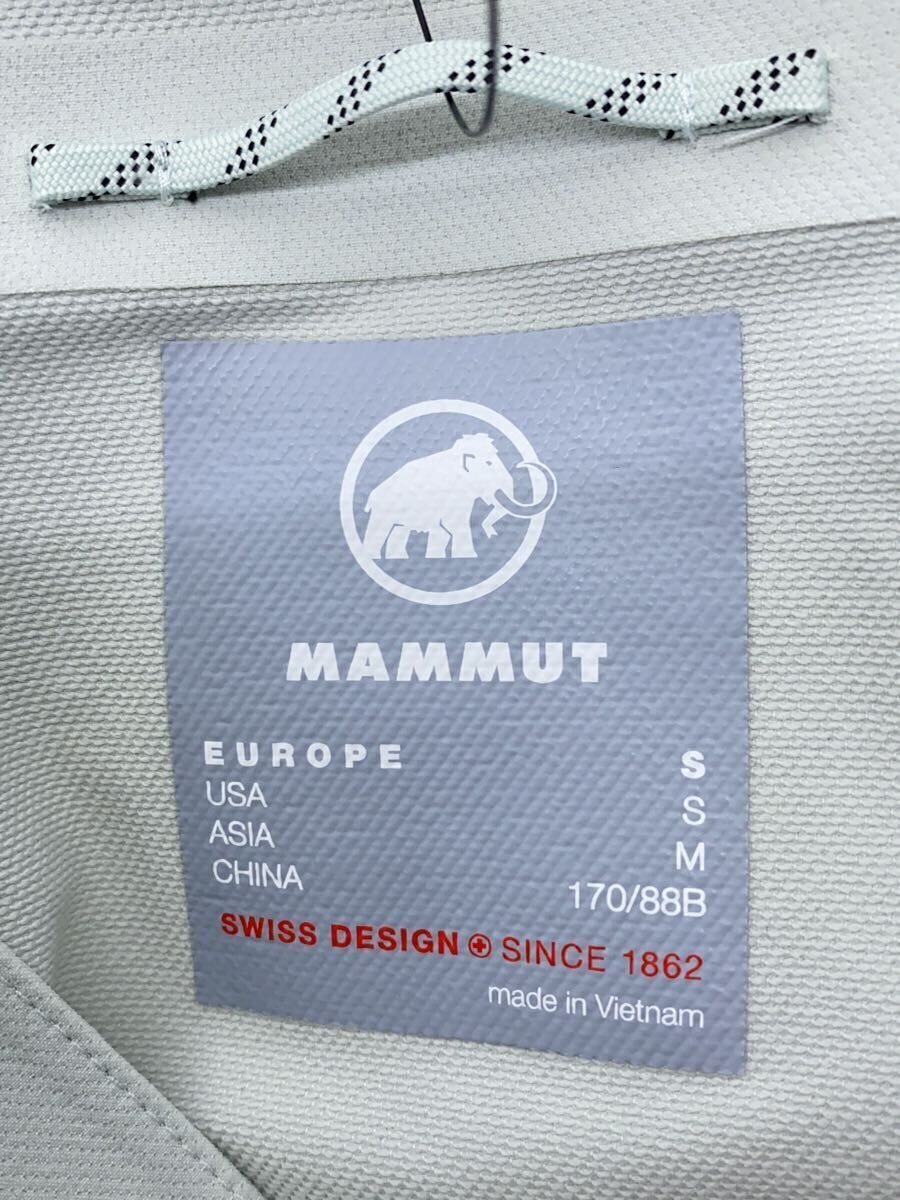 MAMMUT
EUROPE S
USA S
ASIA M
CHINA 170/88B
SWISS DESIGN SINCE 1862
made in Vietnam